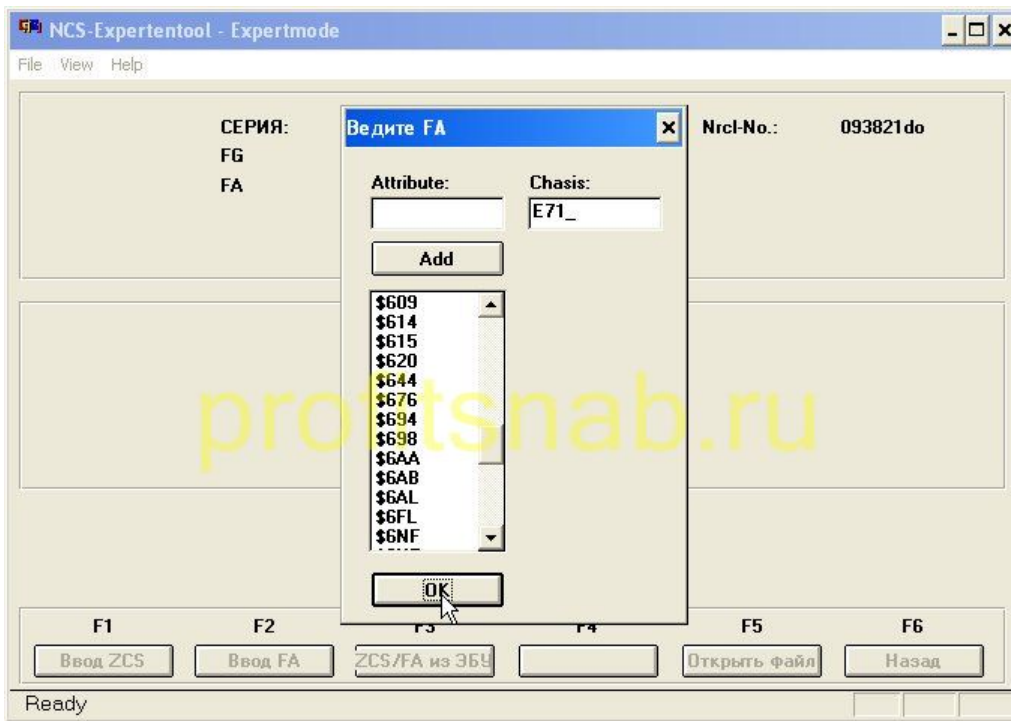 NCS-Expertentool - Expertmode
File View Help
СЕРИЯ:
FG
FA
Nrcl-No.: 093821do
Ведите FA
Attribute: Chasis:
E71_
Add
$609
$614
$615
$620
$644
$676
$694
$698
$6AA
$6AB
$6AL
$6FL
$6NF
OK
profitsnab.ru
F1 F2 F3 F4 F5 F6
Ввод ZCS Ввод FA ZCS/FA из ЭБУ Открыть файл Назад
Ready